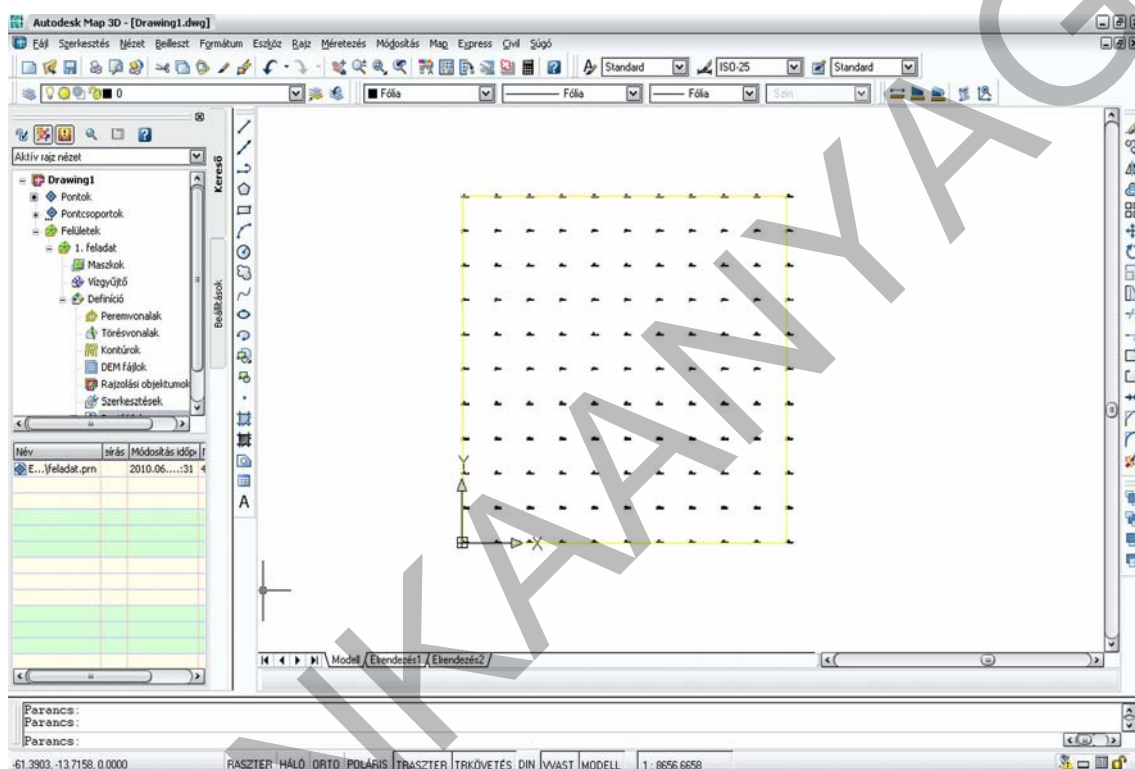 Autodesk Map 3D - [Drawing1.dwg]
Fájl Szerkesztés Nézet Beilleszt Formátum Eszköz Rajz Méretezés Módosítás Map Express Civil Súgó
Standard ISO-25 Standard
0 Fólia Fólia Fólia Szín
Aktív rajz nézet
Kereső
Beállítások
Drawing1
Pontok
Pontcsoportok
Felületek
1. feladat
Maszkok
Vízgyűjtő
Definíció
Peremvonalak
Törésvonalak
Kontúrok
DEM fájlok
Rajzolási objektumok
Szerkesztések
Név Módosítás időp
E...\feladat.prn 2010.06....:31 4
A
Y
X
Modell Elrendezés1 Elrendezés2
Parancs:
Parancs:
Parancs:
-61.3903, -13.7158, 0.0000 RASZTER HÁLÓ ORTO POLÁRIS TRASZTER TRKÖVETÉS DIN VVAST MODELL 1 : 8656.6658
NKAANYAG